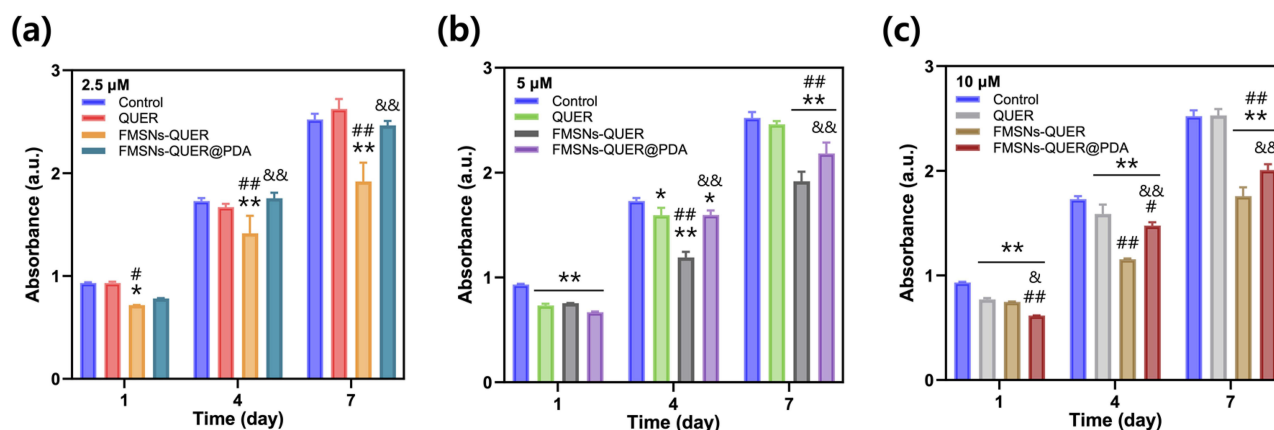 (a)
3
2
1
0
Absorbance (a.u.)
2.5 μM
Control
QUER
FMSNs-QUER
FMSNs-QUER@PDA
#
*
##
**
&&
##
**
&&
1
4
7
Time (day)
(b)
3
2
1
0
Absorbance (a.u.)
5 μM
Control
QUER
FMSNs-QUER
FMSNs-QUER@PDA
**
*
##
**
&&
*
##
**
&&
1
4
7
Time (day)
(c)
3
2
1
0
Absorbance (a.u.)
10 μM
Control
QUER
FMSNs-QUER
FMSNs-QUER@PDA
**
&
##
**
##
&&
#
##
**
&&
1
4
7
Time (day)